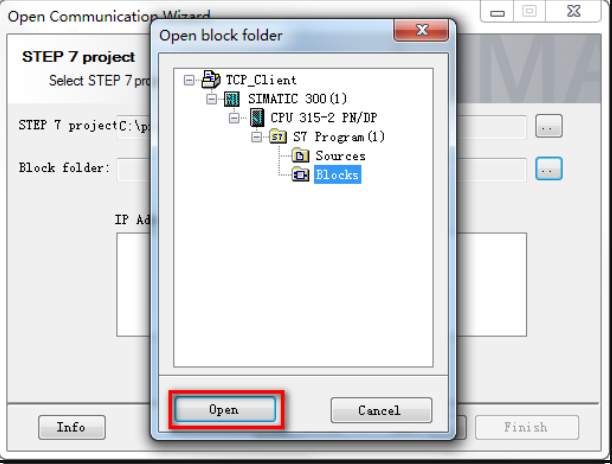 Open Communication Wizard
Open block folder
STEP 7 project
Select STEP 7 pro
STEP 7 project C:\p
Block folder:
IP Ad
TCP_Client
SIMATIC 300(1)
CPU 315-2 PN/DP
S7 Program(1)
Sources
Blocks
Open
Cancel
Info
Finish